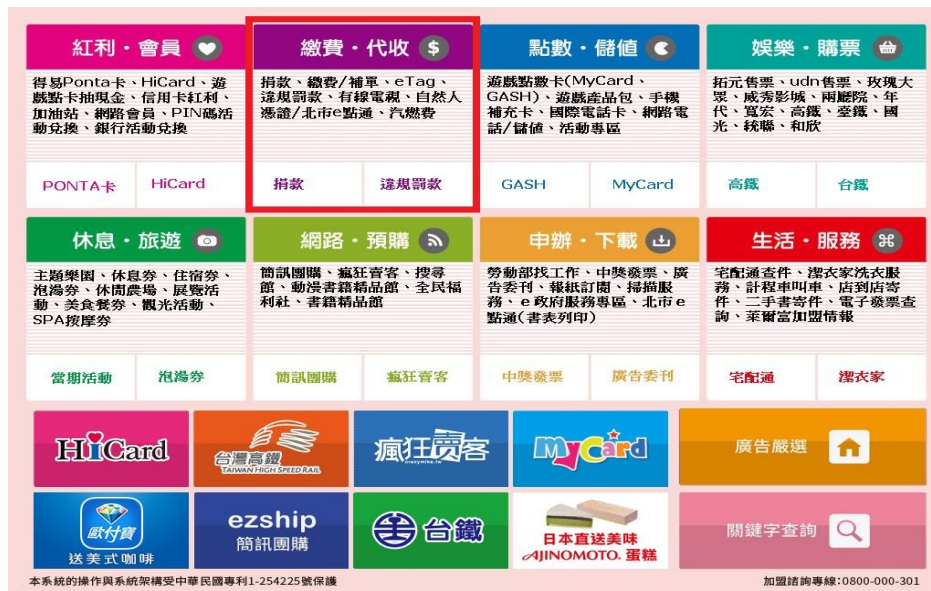 紅利・會員
繳費・代收 $
點數・儲值
娛樂・購票
得易Ponta卡、HiCard、遊
戲點卡抽現金、信用卡紅利、
加油站、網路會員、PIN碼活
動兌換、銀行活動兌換
捐款、繳費/補單、eTag、
違規罰款、有線電視、自然人
憑證/北市e點通、汽燃費
遊戲點數卡(MyCard、
GASH)、遊戲產品包、手機
補充卡、國際電話卡、網路電
話/儲值、活動專區
拓元售票、udn售票、玫瑰大
眾、威秀影城、兩廳院、年
代、寬宏、高鐵、臺鐵、國
光、統聯、和欣
PONTA卡
HiCard
捐款
違規罰款
GASH
MyCard
高鐵
台鐵
休息・旅遊
網路・預購
申辦・下載
生活・服務
主題樂園、休息券、住宿券、
泡湯券、休閒農場、展覽活
動、美食餐券、觀光活動、
SPA按摩券
簡訊團購、瘋狂賣客、搜尋
館、動漫書籍精品館、全民福
利社、書籍精品館
勞動部找工作、中獎發票、廣
告委刊、報紙訂閱、掃描服
務、e政府服務專區、北市e
點通(書表列印)
宅配通查件、潔衣家洗衣服
務、計程車叫車、店到店寄
件、二手書寄件、電子發票查
詢、萊爾富加盟情報
當期活動
泡湯券
簡訊團購
瘋狂賣客
中獎發票
廣告委刊
宅配通
潔衣家
HiCard
台灣高鐵
TAIWAN HIGH SPEED RAIL
瘋狂賣客
crazymike.tw
MyCard
廣告嚴選
歐付寶
送美式咖啡
ezship
簡訊團購
台鐵
日本直送美味
AJINOMOTO. 蛋糕
關鍵字查詢
本系統的操作與系統架構受中華民國專利1-254225號保護
加盟諮詢專線:0800-000-301